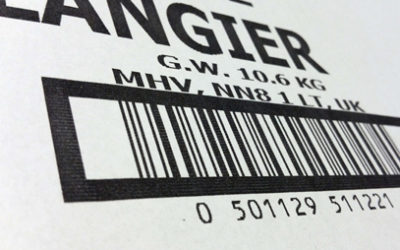 LANGIER
G.W. 10.6 KG
MHV, NN8 1 LT, UK
0 501129 511221